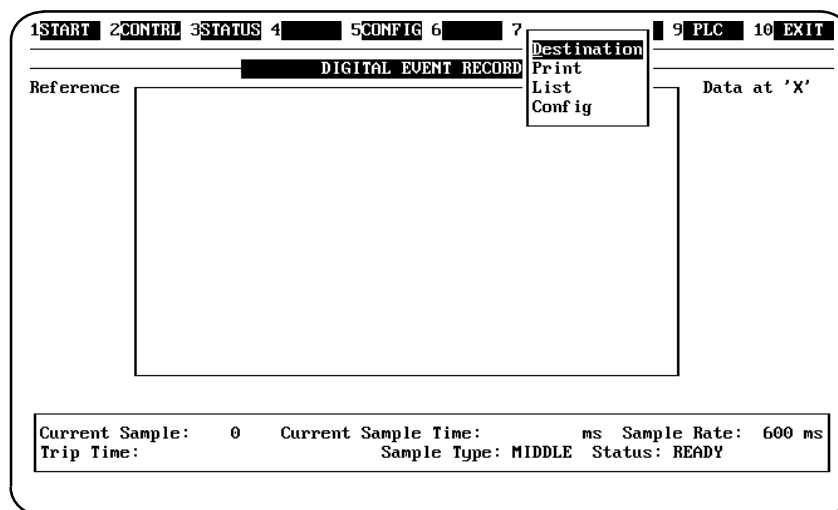 1START 2CONTRL 3STATUS 4 5CONFIG 6 7 9 PLC 10 EXIT
Destination
Print
List
Config
DIGITAL EVENT RECORD
Reference
Data at 'X'
Current Sample: 0 Current Sample Time: ms Sample Rate: 600 ms
Trip Time: Sample Type: MIDDLE Status: READY